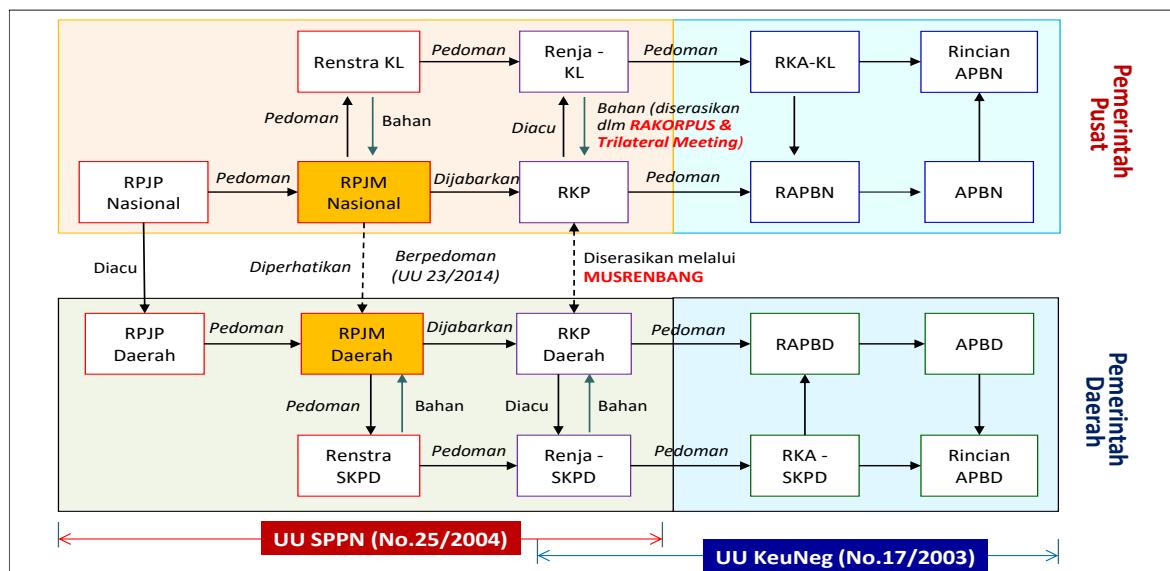 Renstra KL
Pedoman
Renja -
KL
Pedoman
RKA-KL
Rincian
APBN
Pedoman
Bahan
Diacu
Bahan (diserasikan
dlm RAKORPUS &
Trilateral Meeting)
RPJP
Nasional
Pedoman
RPJM
Nasional
Dijabarkan
RKP
Pedoman
RAPBN
APBN
Pemerintah
Pusat
Diacu
Diperhatikan
Berpedoman
(UU 23/2014)
Diserasikan melalui
MUSRENBANG
RPJP
Daerah
Pedoman
RPJM
Daerah
Dijabarkan
RKP
Daerah
Pedoman
RAPBD
APBD
Pedoman
Bahan
Diacu
Bahan
Renstra
SKPD
Pedoman
Renja -
SKPD
Pedoman
RKA -
SKPD
Rincian
APBD
Pemerintah
Daerah
UU SPPN (No.25/2004)
UU KeuNeg (No.17/2003)